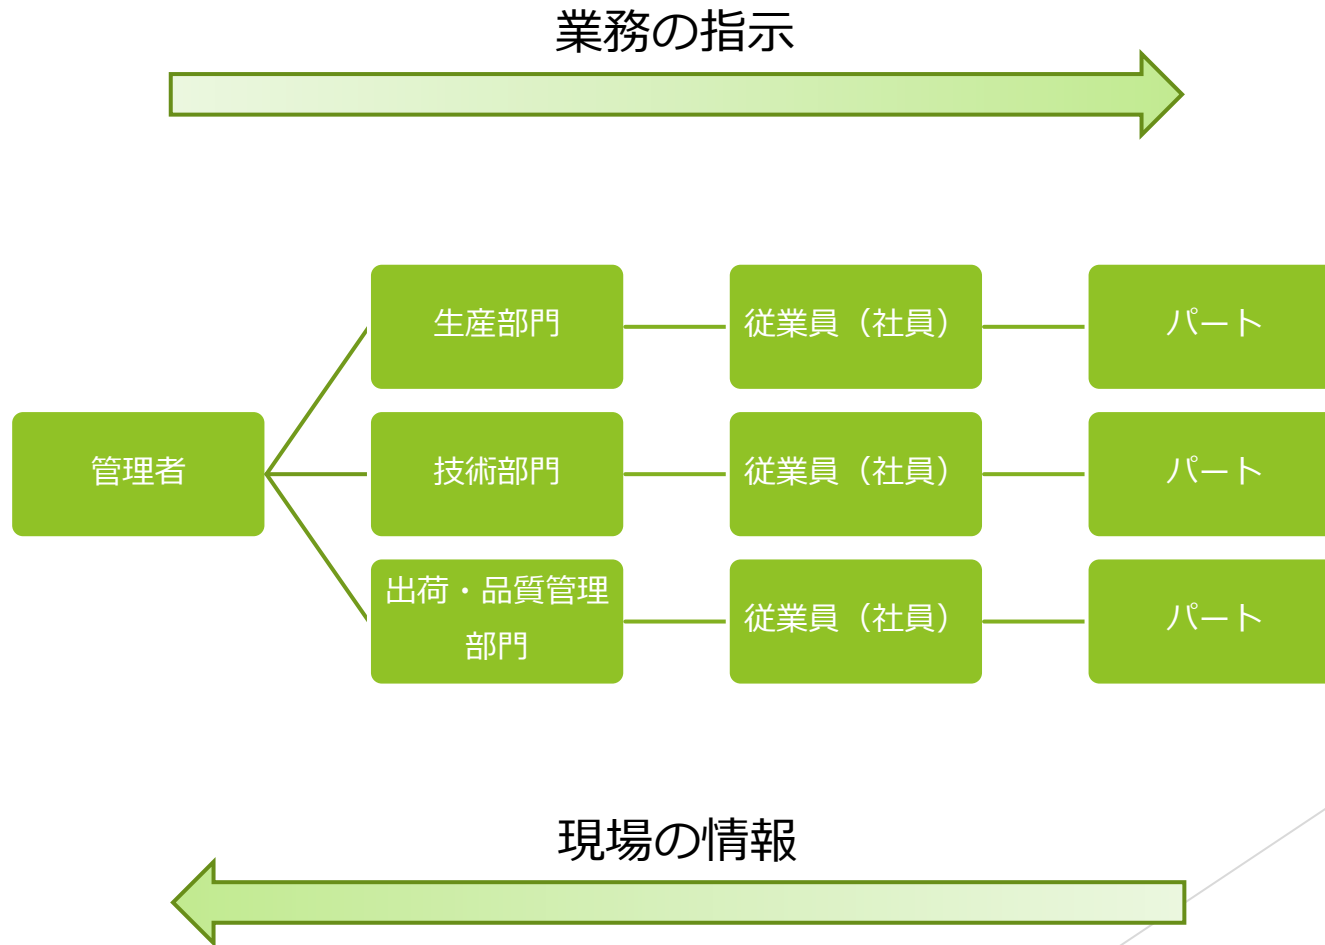 業務の指示
生産部門
従業員（社員）
パート
管理者
技術部門
従業員（社員）
パート
出荷・品質管理
部門
従業員（社員）
パート
現場の情報